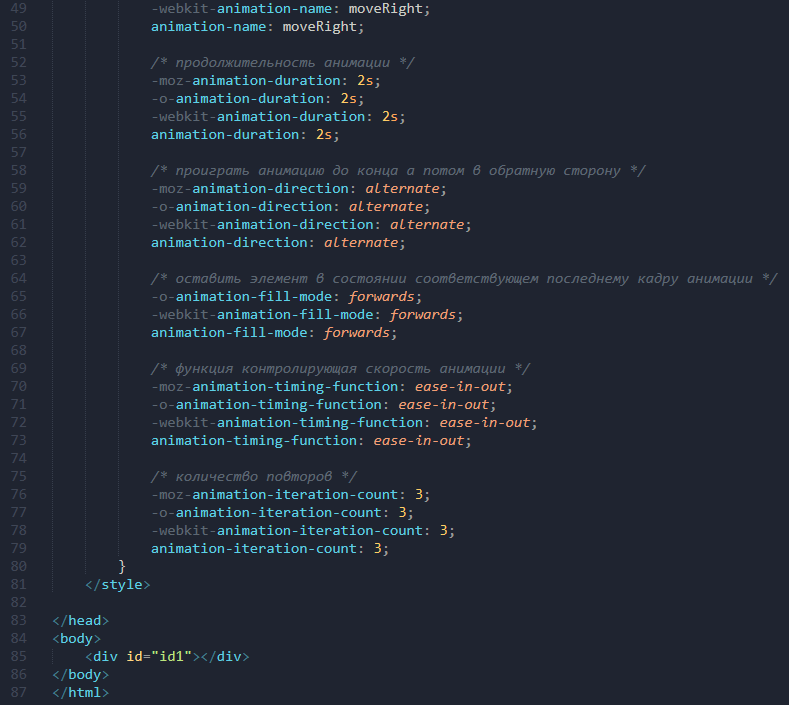 49 -webkit-animation-name: moveRight;
50 animation-name: moveRight;
51
52 /* продолжительность анимации */
53 -moz-animation-duration: 2s;
54 -o-animation-duration: 2s;
55 -webkit-animation-duration: 2s;
56 animation-duration: 2s;
57
58 /* проиграть анимацию до конца а потом в обратную сторону */
59 -moz-animation-direction: alternate;
60 -o-animation-direction: alternate;
61 -webkit-animation-direction: alternate;
62 animation-direction: alternate;
63
64 /* оставить элемент в состоянии соответствующем последнему кадру анимации */
65 -o-animation-fill-mode: forwards;
66 -webkit-animation-fill-mode: forwards;
67 animation-fill-mode: forwards;
68
69 /* функция контролирующая скорость анимации */
70 -moz-animation-timing-function: ease-in-out;
71 -o-animation-timing-function: ease-in-out;
72 -webkit-animation-timing-function: ease-in-out;
73 animation-timing-function: ease-in-out;
74
75 /* количество повторов */
76 -moz-animation-iteration-count: 3;
77 -o-animation-iteration-count: 3;
78 -webkit-animation-iteration-count: 3;
79 animation-iteration-count: 3;
80 }
81 </style>
82
83 </head>
84 <body>
85 <div id="id1"></div>
86 </body>
87 </html>